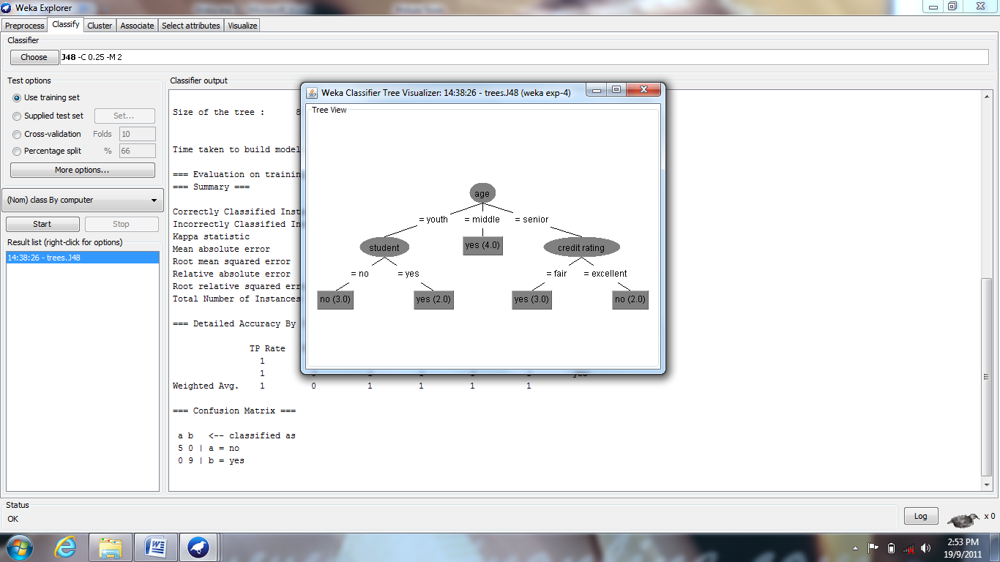 Weka Explorer
Preprocess Classify Cluster Associate Select attributes Visualize
Classifier
Choose J48 -C 0.25 -M 2
Test options
Use training set
Supplied test set Set...
Cross-validation Folds 10
Percentage split % 66
More options...
(Nom) class By computer
Start Stop
Result list (right-click for options)
14:38:26 - trees.J48
Classifier output
Size of the tree : 8
Time taken to build model
=== Evaluation on training
=== Summary ===
Correctly Classified Inst
Incorrectly Classified In
Kappa statistic
Mean absolute error
Root mean squared error
Relative absolute error
Root relative squared err
Total Number of Instances
=== Detailed Accuracy By
TP Rate
1
1
Weighted Avg. 1 0 1 1 1 1
=== Confusion Matrix ===
a b <-- classified as
5 0 | a = no
0 9 | b = yes
Weka Classifier Tree Visualizer: 14:38:26 - trees.J48 (weka exp-4)
Tree View
age
= youth = middle = senior
student yes (4.0) credit rating
= no = yes = fair = excellent
no (3.0) yes (2.0) yes (3.0) no (2.0)
Status
OK
Log x 0
2:53 PM
19/9/2011